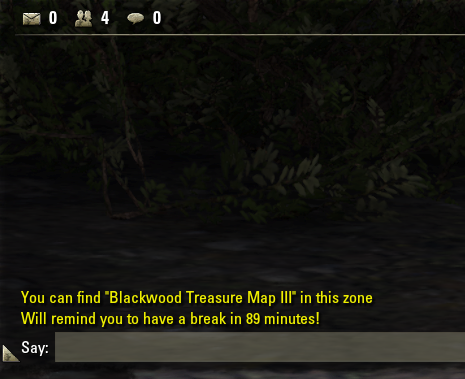 0 4 0
You can find "Blackwood Treasure Map III" in this zone
Will remind you to have a break in 89 minutes!
Say: